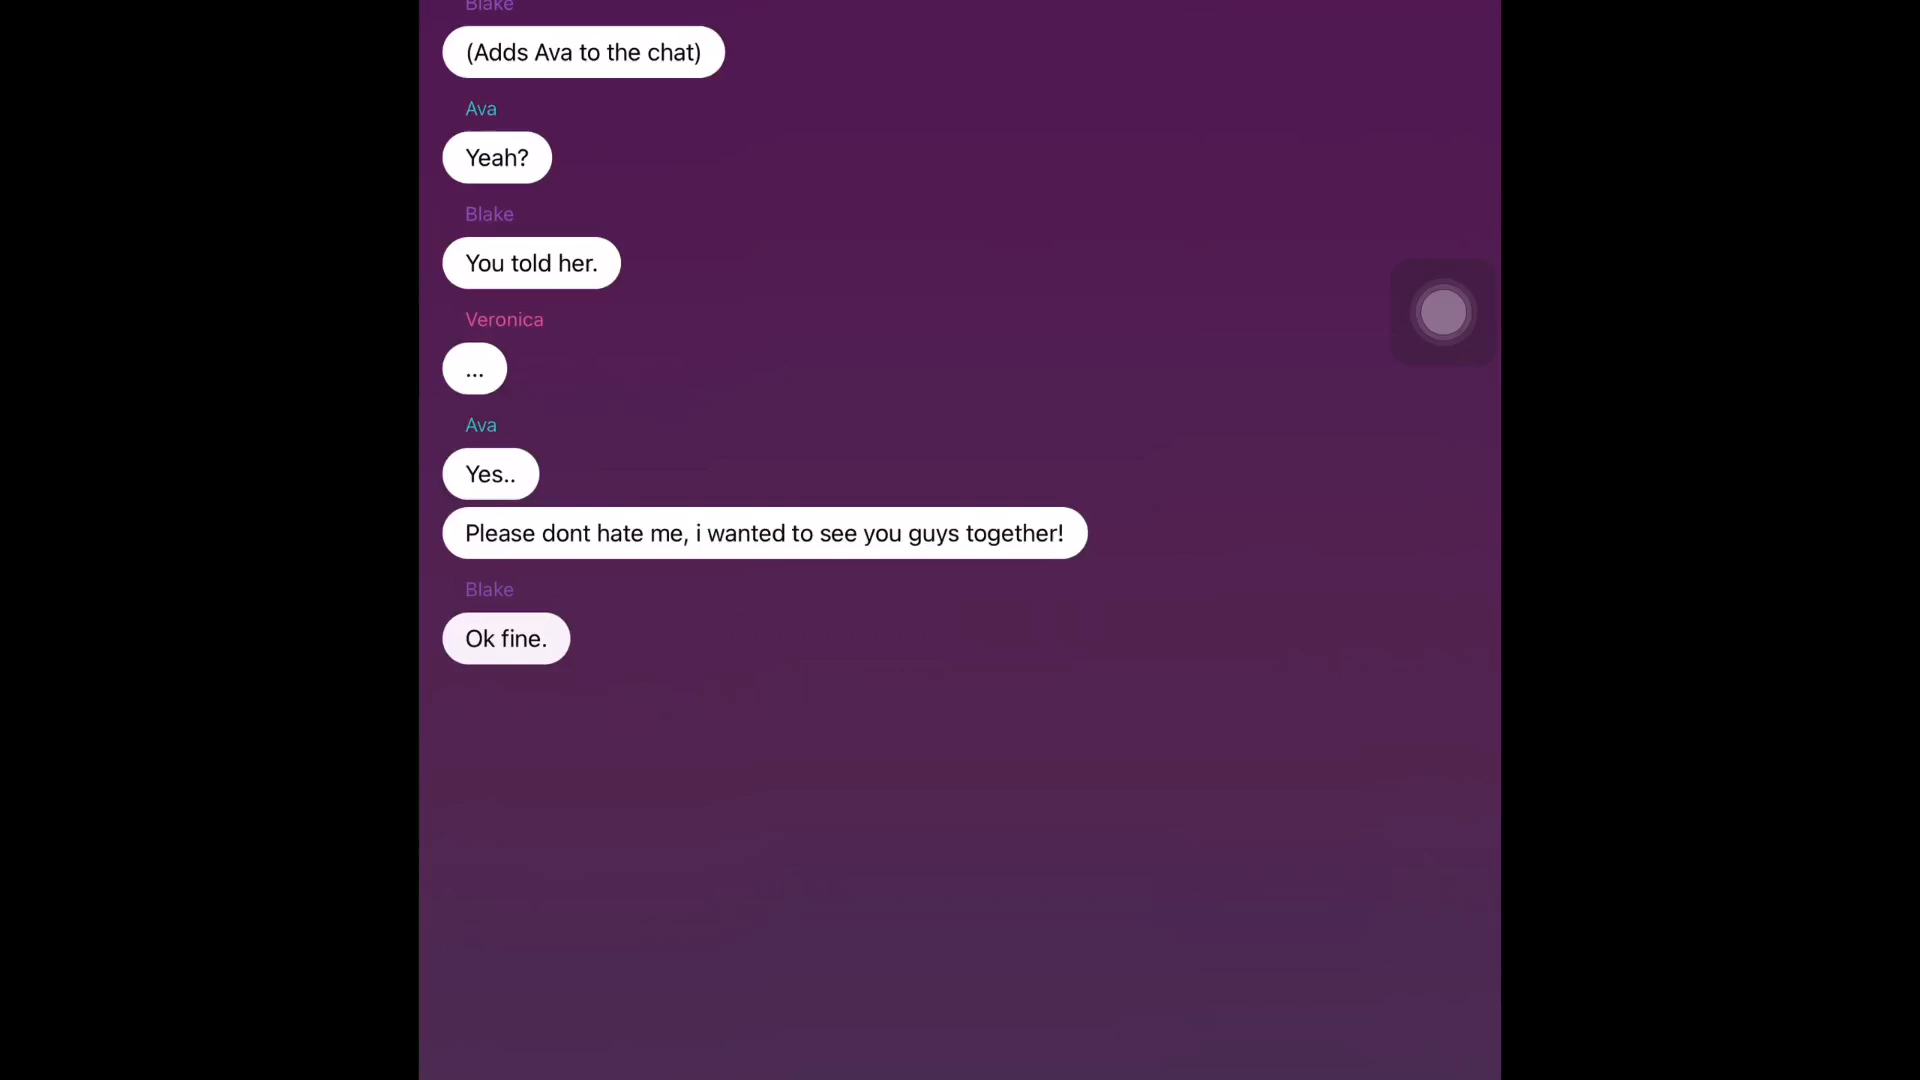 Blake
(Adds Ava to the chat)
Ava
Yeah?
Blake
You told her.
Veronica
...
Ava
Yes..
Please dont hate me, i wanted to see you guys together!
Blake
Ok fine.